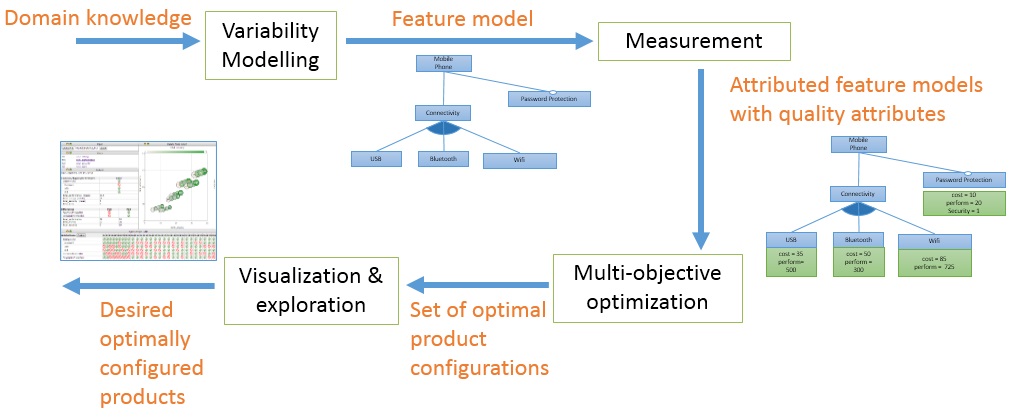 Domain knowledge
Variability
Modelling
Feature model
Measurement
Mobile
Phone
Password Protection
Connectivity
USB
Bluetooth
Wifi
Attributed feature models
with quality attributes
Mobile
Phone
Password Protection
cost = 10
perform = 20
Security = 1
Connectivity
USB
cost = 35
perform=
500
Bluetooth
cost = 50
perform =
300
Wifi
cost = 85
perform = 725
Multi-objective
optimization
Set of optimal
product
configurations
Visualization &
exploration
Desired
optimally
configured
products